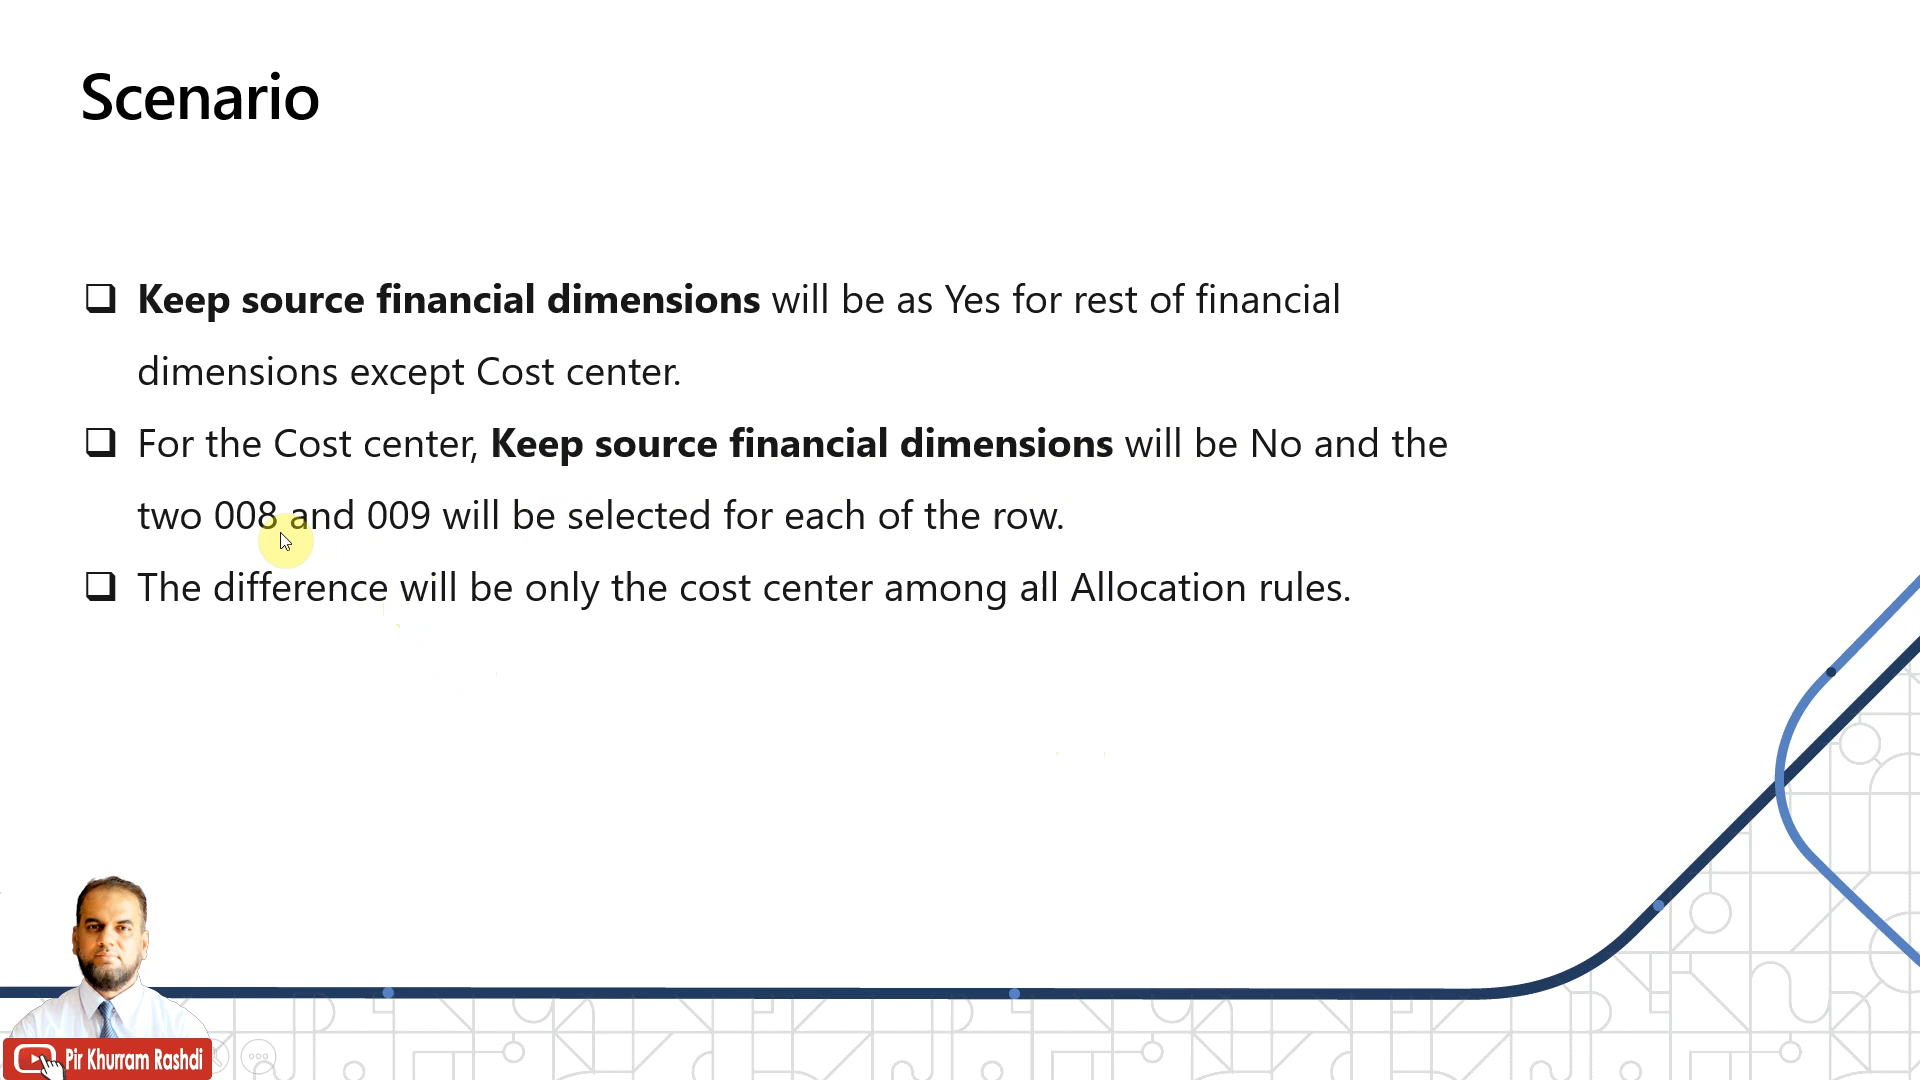 Scenario
Keep source financial dimensions will be as Yes for rest of financial
dimensions except Cost center.
For the Cost center, Keep source financial dimensions will be No and the
two 008 and 009 will be selected for each of the row.
The difference will be only the cost center among all Allocation rules.
Pir Khurram Rashdi